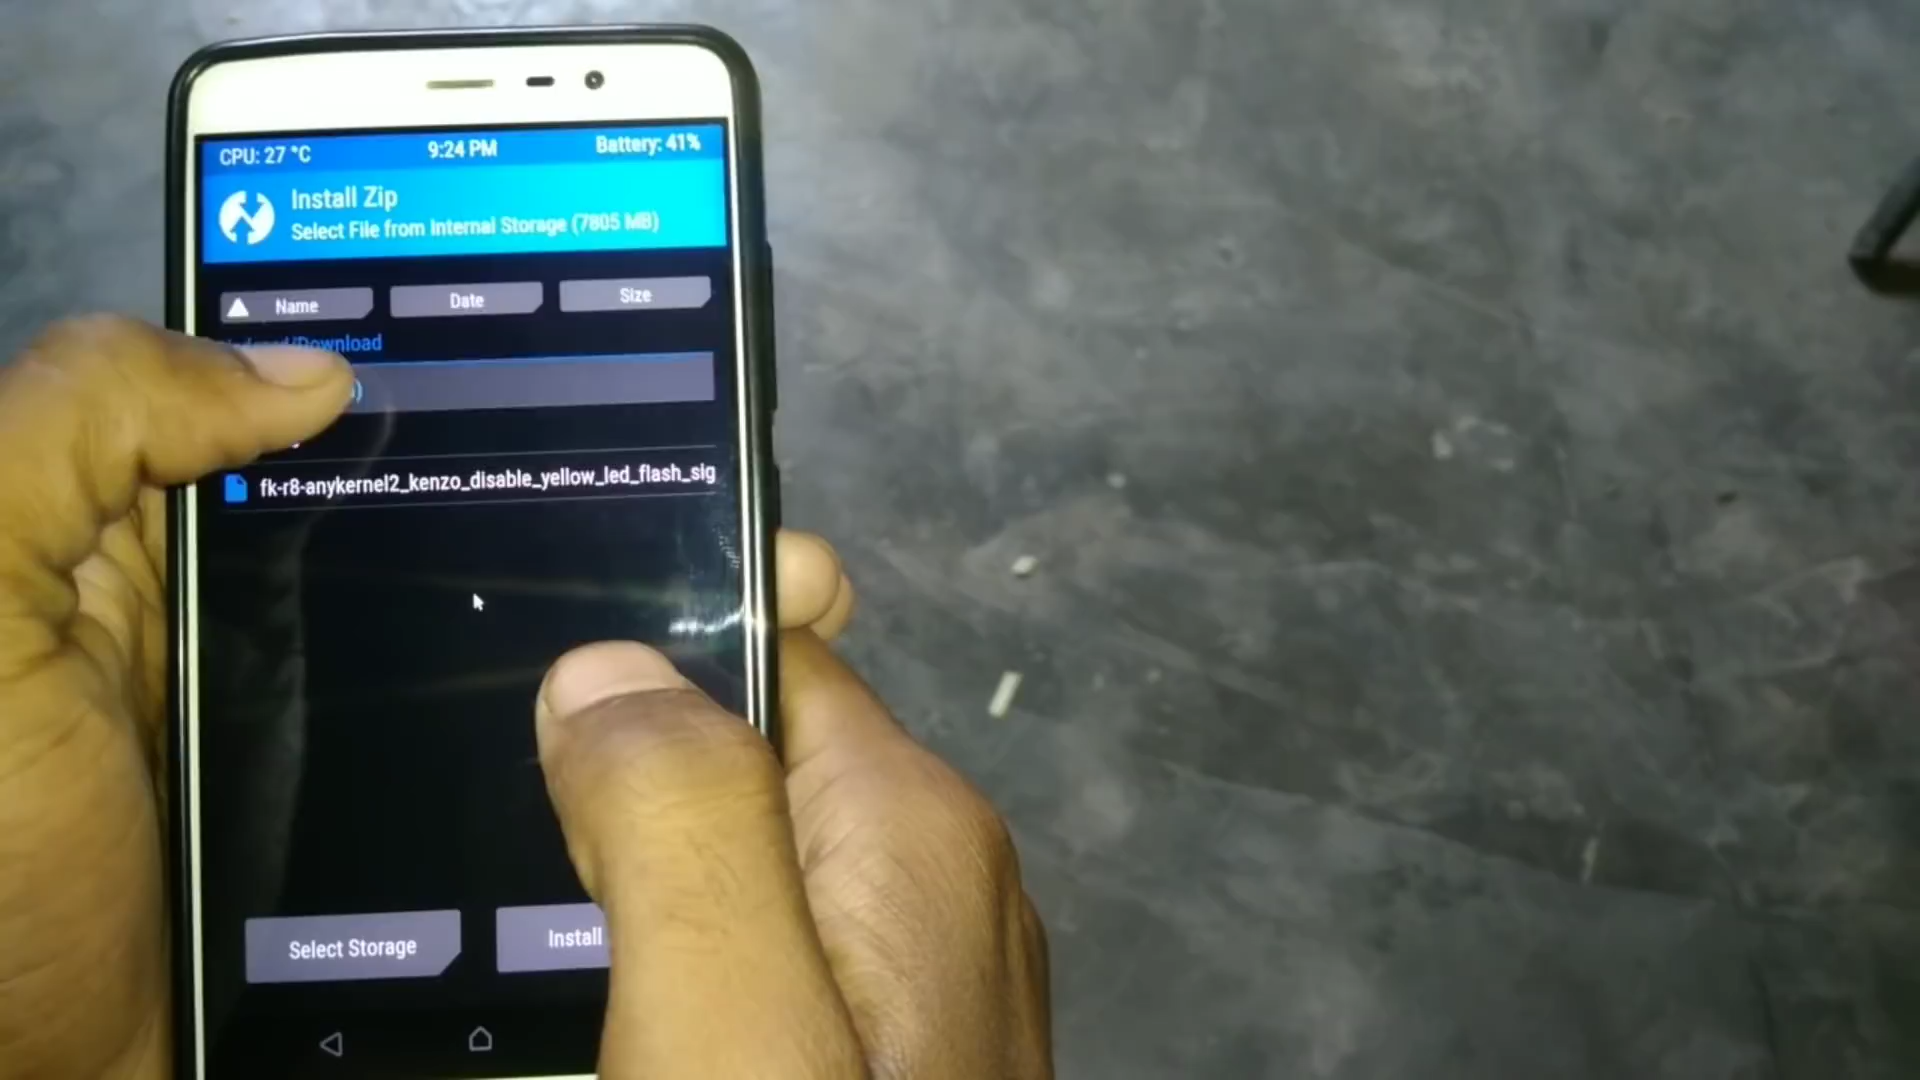 CPU: 27 °C 9:24 PM Battery: 41%
Install Zip
Select File from Internal Storage (7805 MB)
Name Date Size
/Download
fk-r8-anykernel2_kenzo_disable_yellow_led_flash_sig
Select Storage Install